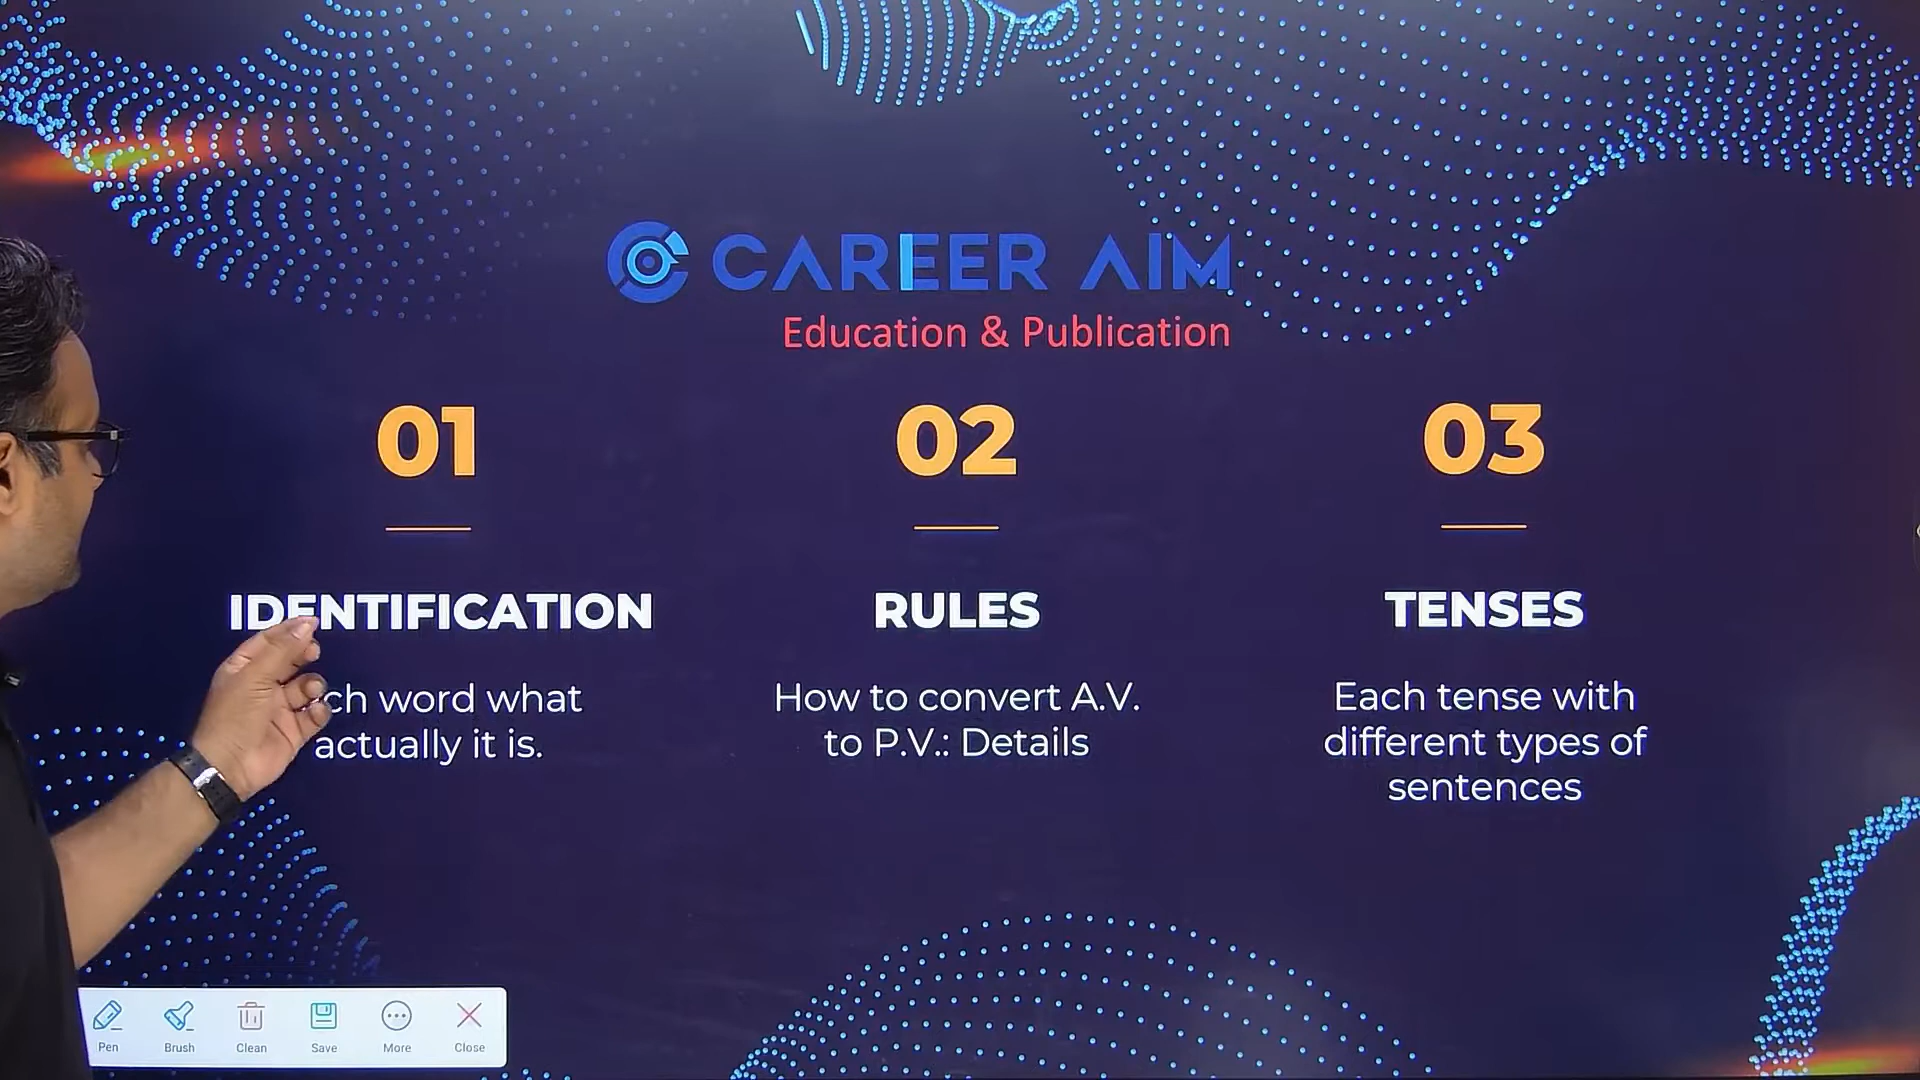 CAREER AIM
Education & Publication
01
02
03
IDENTIFICATION
RULES
TENSES
word what
actually it is.
How to convert A.V.
to P.V.: Details
Each tense with
different types of
sentences
Pen
Brush
Clean
Save
More
Close